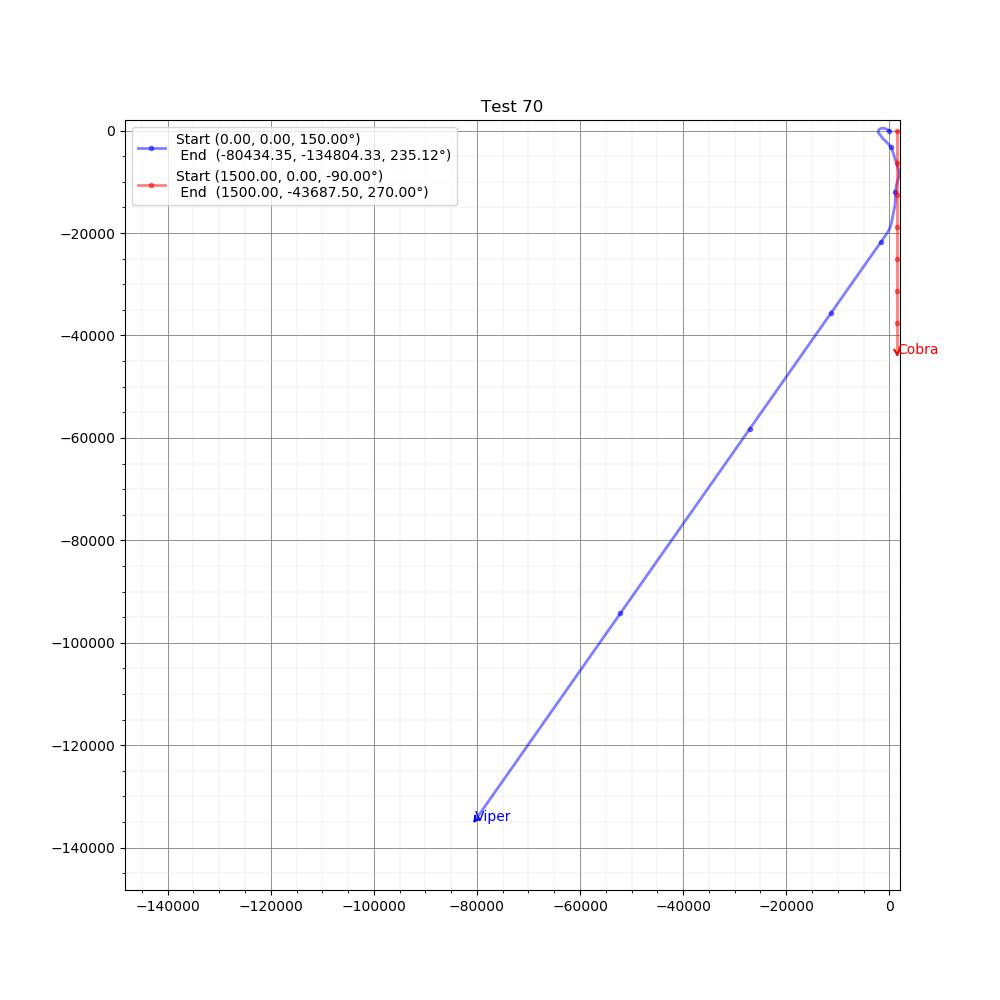 Test 70
Start (0.00, 0.00, 150.00°)
End  (-80434.35, -134804.33, 235.12°)
Start (1500.00, 0.00, -90.00°)
End  (1500.00, -43687.50, 270.00°)
0
−20000
−40000
−60000
−80000
−100000
−120000
−140000
Cobra
Viper
−140000 −120000 −100000 −80000 −60000 −40000 −20000 0